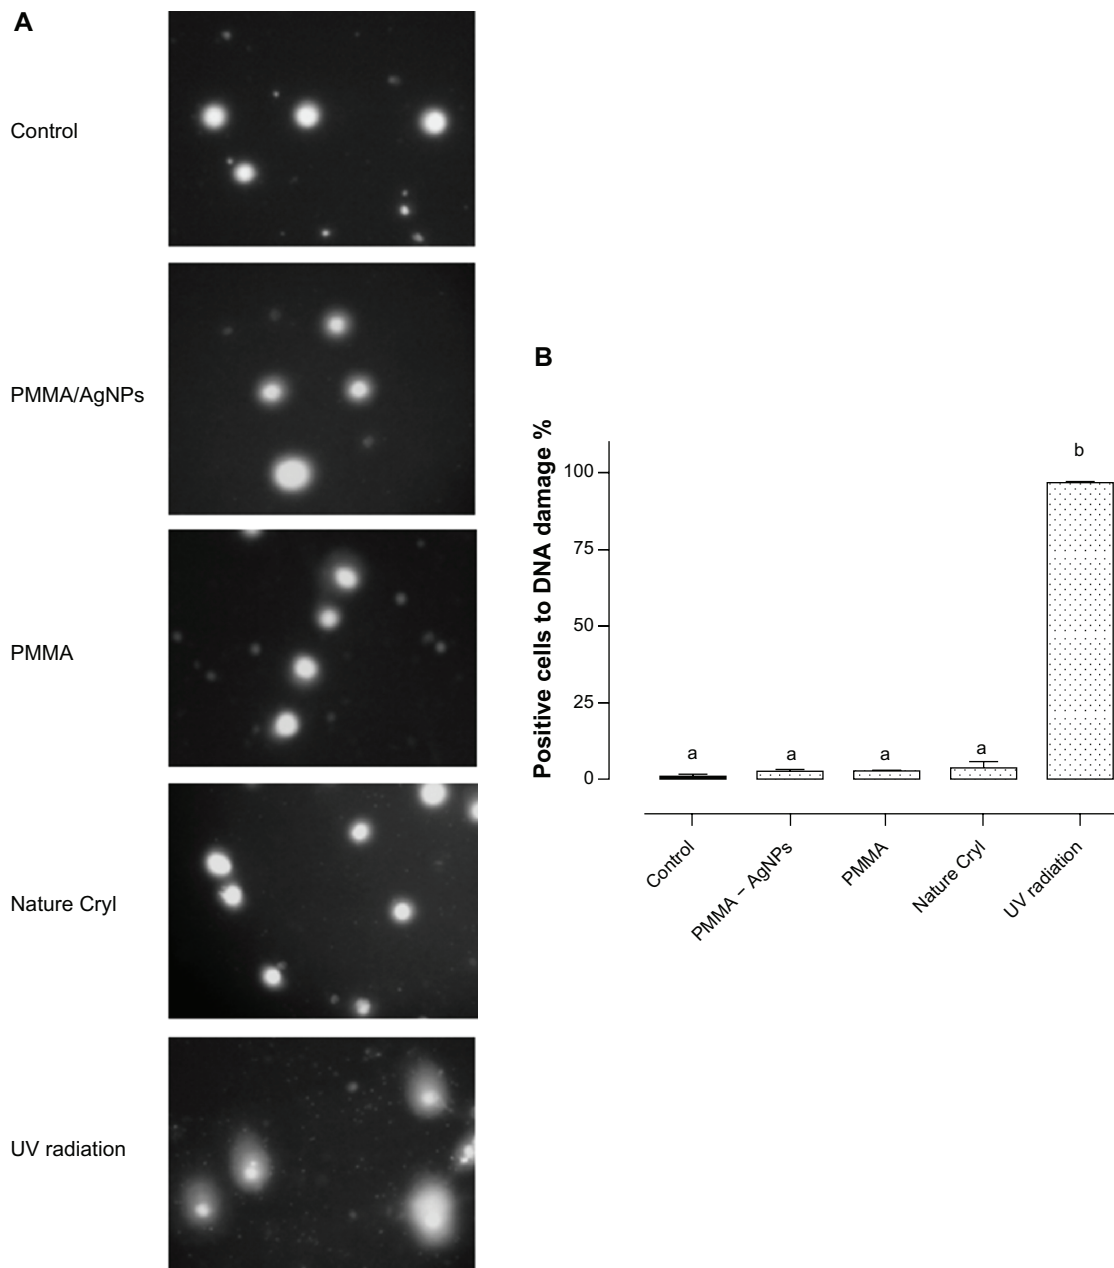 A
Control
PMMA/AgNPs
PMMA
Nature Cryl
UV radiation
B
Positive cells to DNA damage %
100
75
50
25
0
a
a
a
a
b
Control
PMMA – AgNPs
PMMA
Nature Cryl
UV radiation